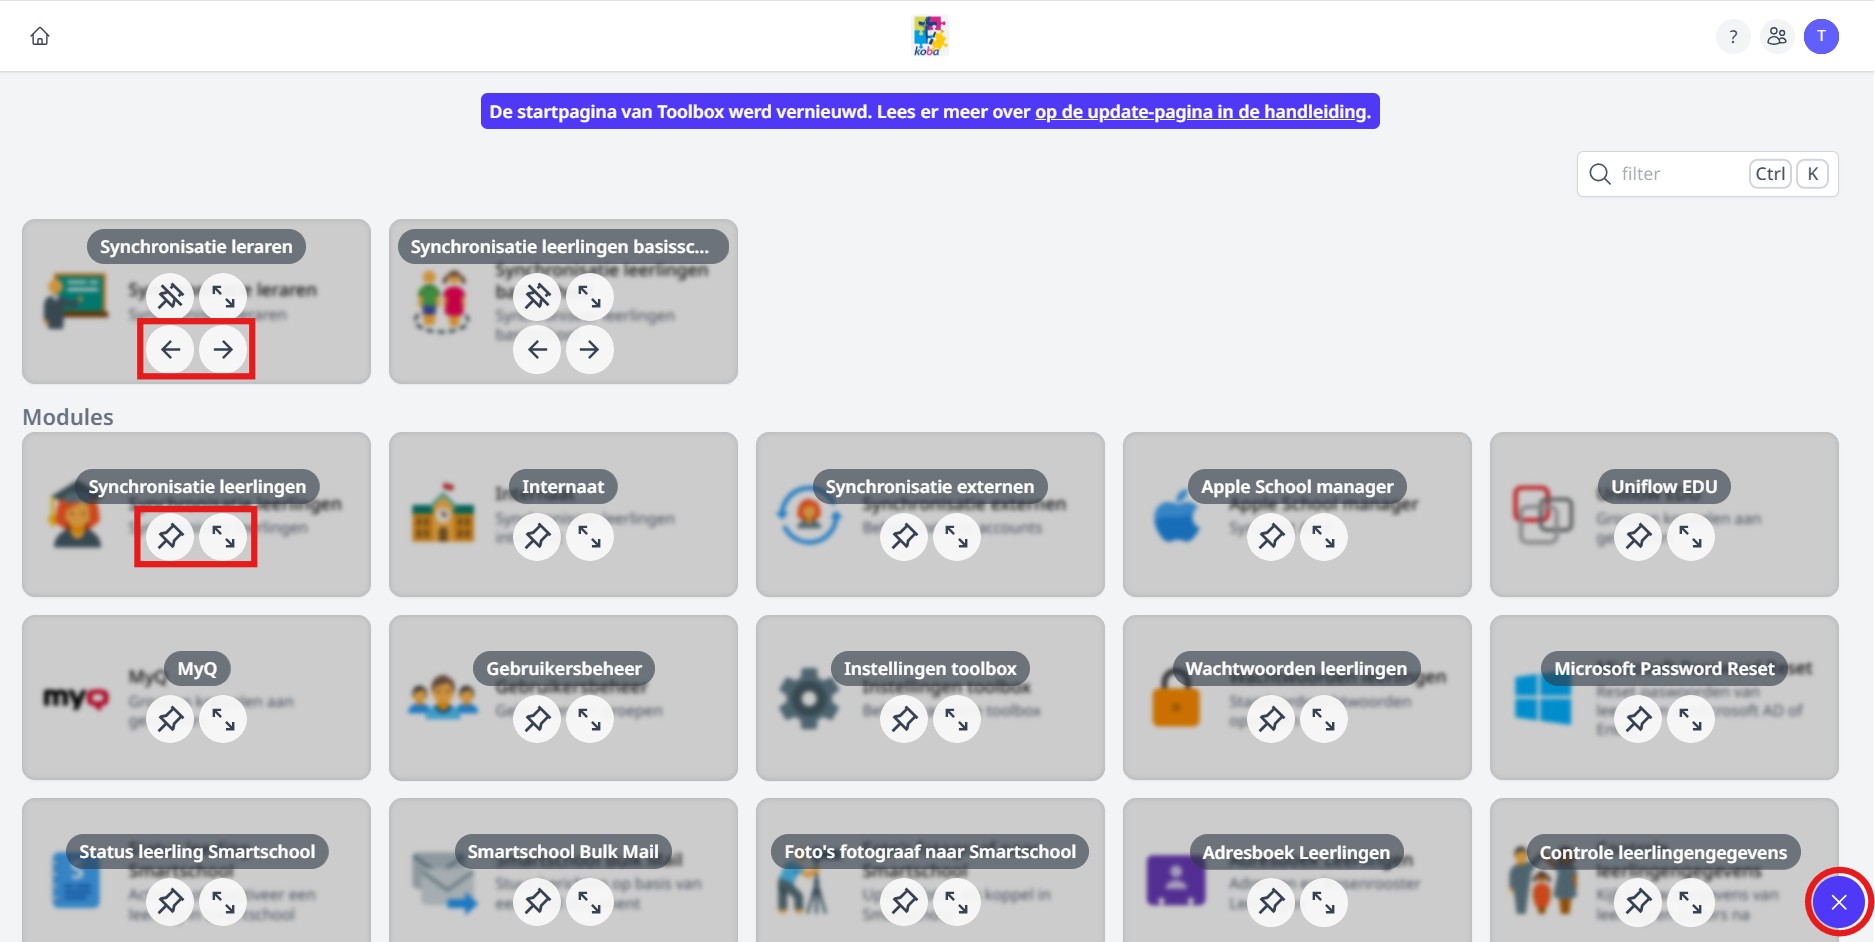 koba
?
T
De startpagina van Toolbox werd vernieuwd. Lees er meer over op de update-pagina in de handleiding.
filter
Ctrl
K
Synchronisatie leraren
Synchronisatie leerlingen basissc...
Synchronisatie leerlingen
Modules
Synchronisatie leerlingen
Internaat
Synchronisatie externen
Apple School manager
Uniflow EDU
MyQ
Gebruikersbeheer
Instellingen toolbox
Wachtwoorden leerlingen
Microsoft Password Reset
myQ
Status leerling Smartschool
Smartschool Bulk Mail
Foto's fotograaf naar Smartschool
Adresboek Leerlingen
Controle leerlingengegevens